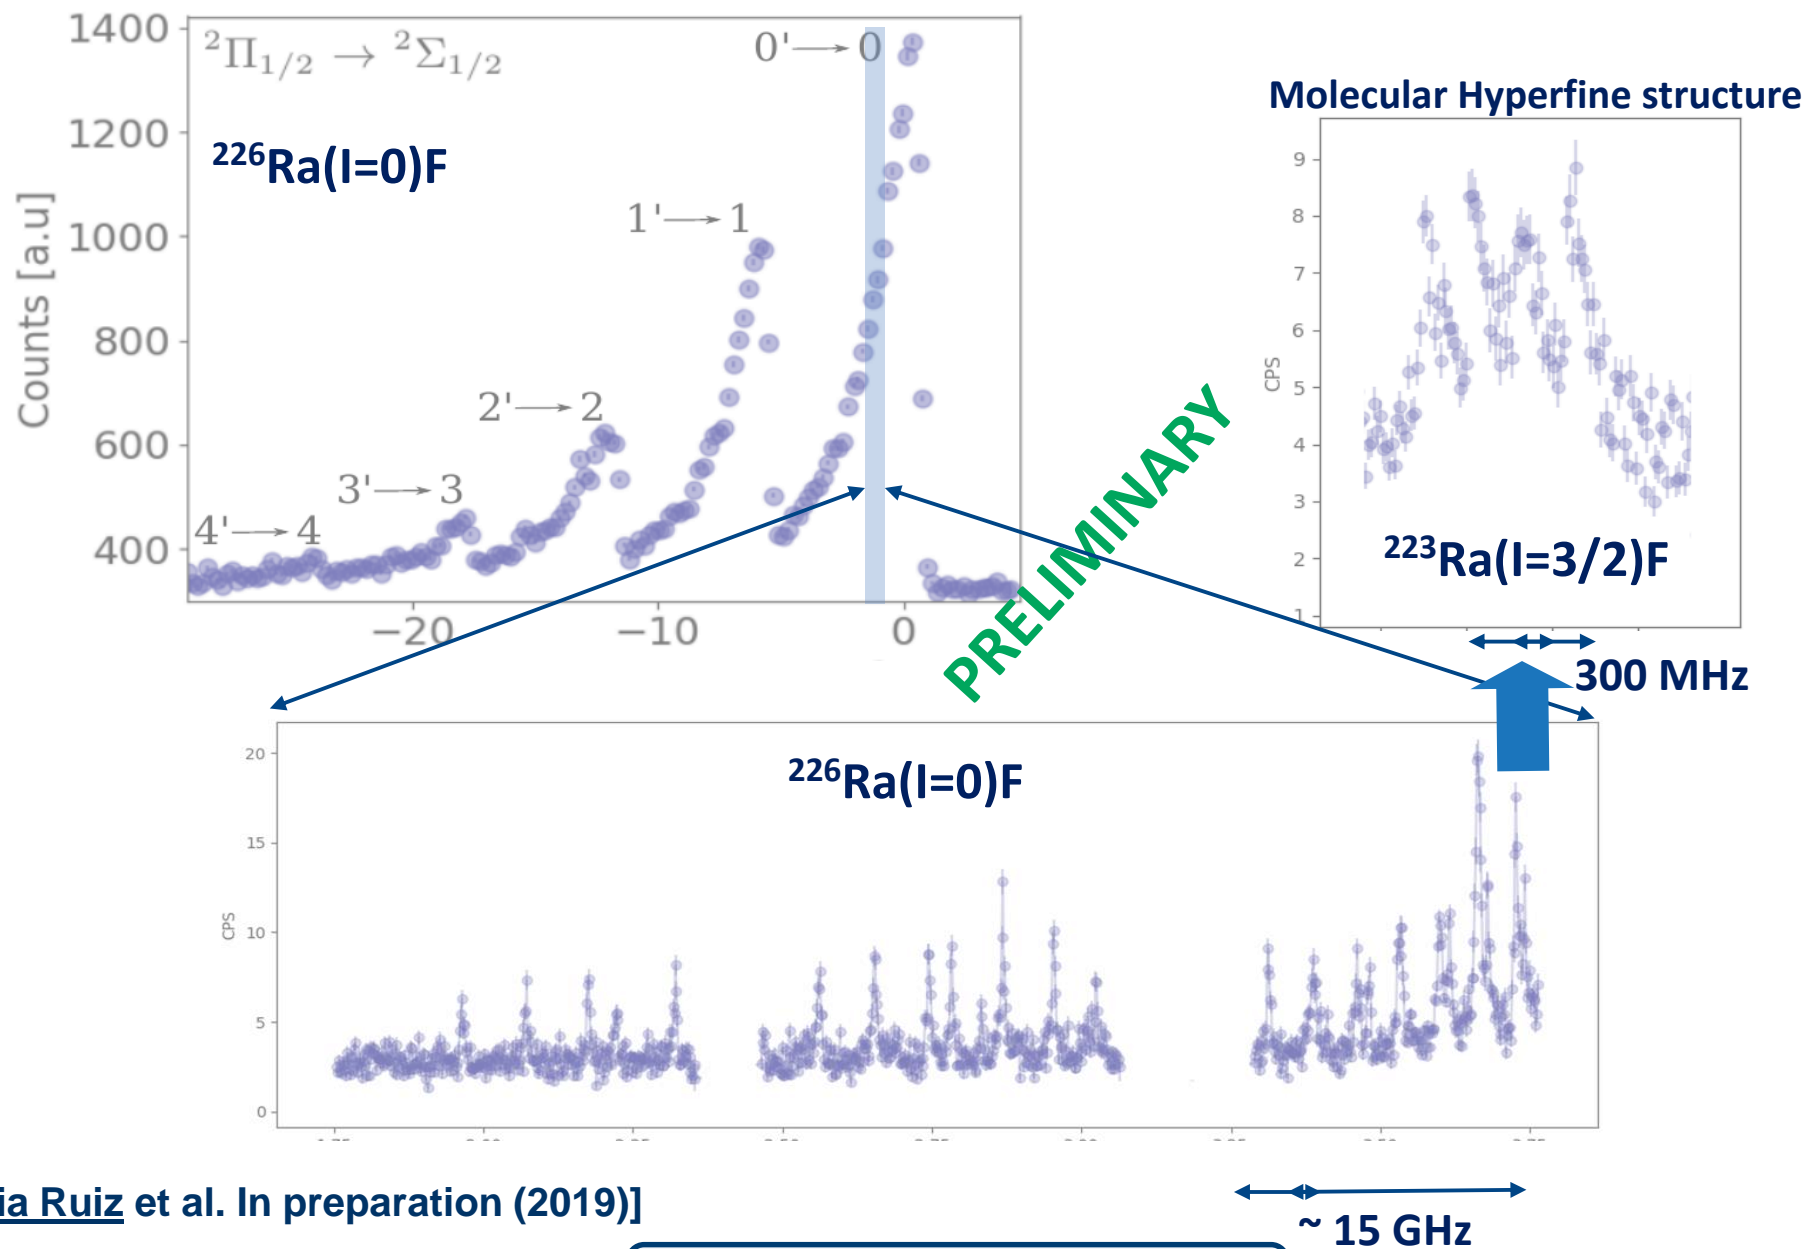 1400
²Π₁/₂ → ²Σ₁/₂
0'→0
1200
²²⁶Ra(I=0)F
1'→1
1000
Counts [a.u]
800
2'→2
600
3'→3
4'→4
400
−20
−10
0
PRELIMINARY
Molecular Hyperfine structure
9
8
7
6
CPS
5
4
3
2
1
²²³Ra(I=3/2)F
300 MHz
²²⁶Ra(I=0)F
20
15
CPS
10
5
0
ia Ruiz et al. In preparation (2019)]
~ 15 GHz